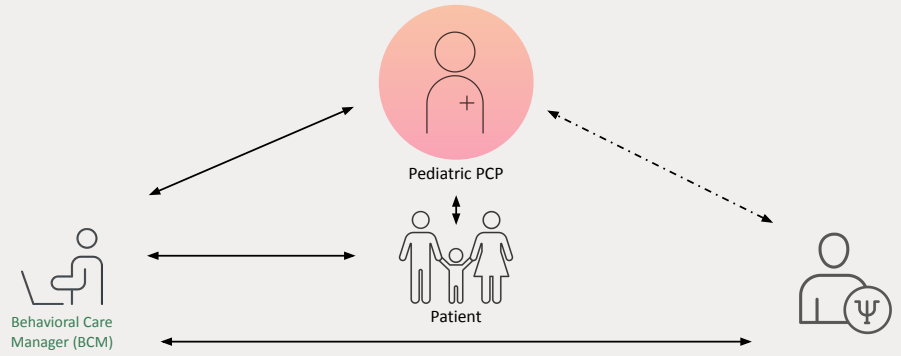 Pediatric PCP
Patient
Behavioral Care
Manager (BCM)
Ψ